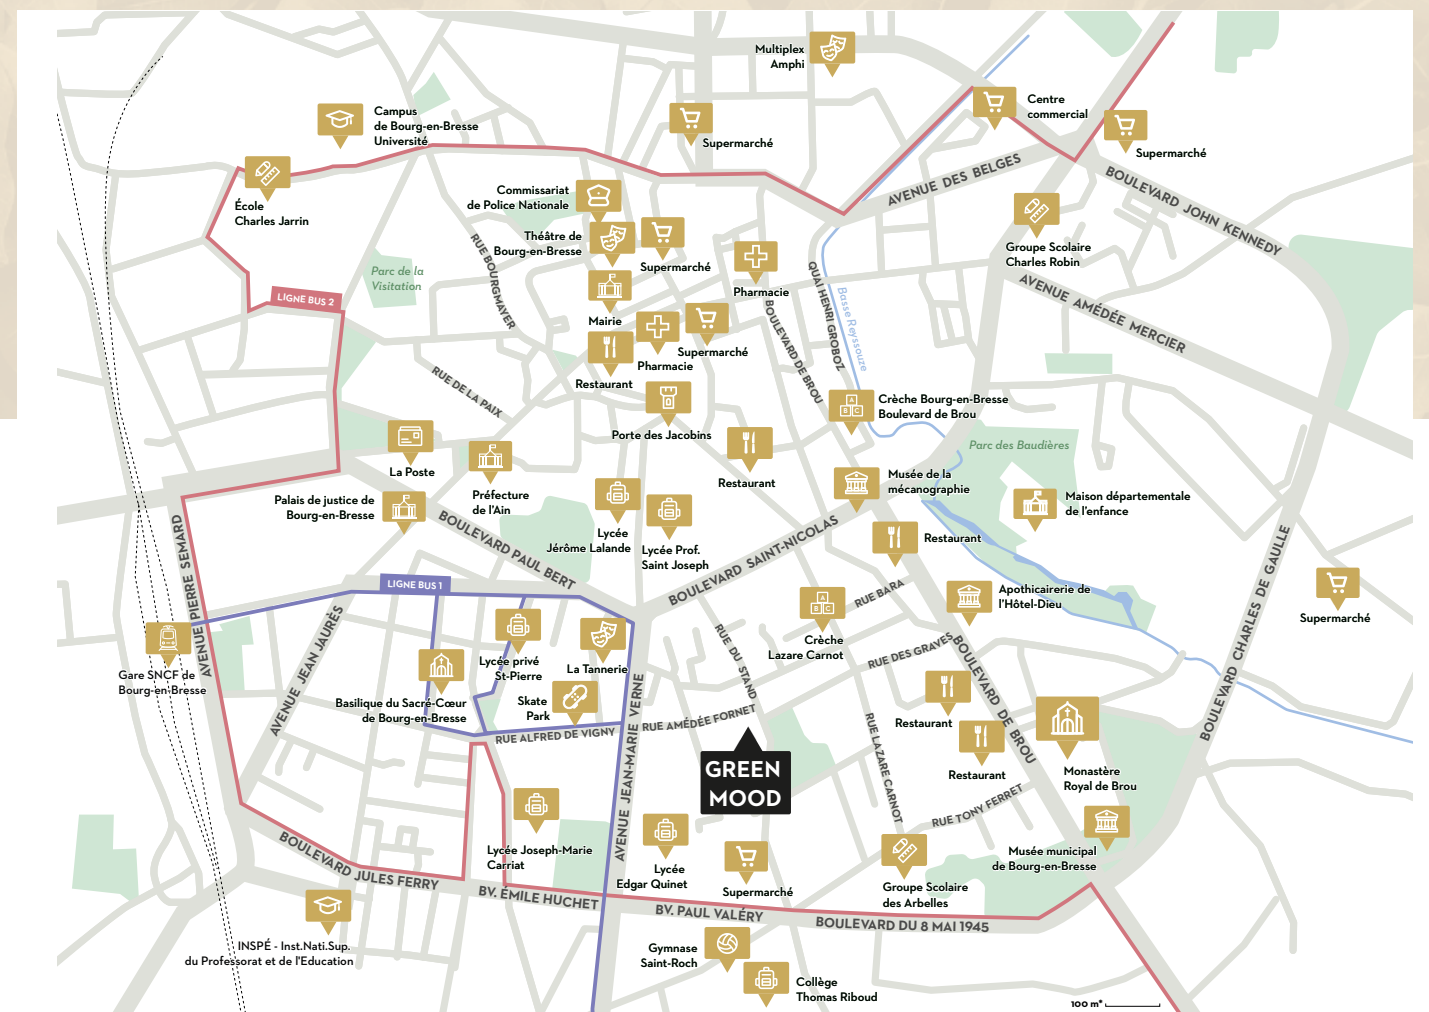 Multiplex
Amphi
Centre
commercial
Supermarché
Supermarché
Campus
de Bourg-en-Bresse
Université
École
Charles Jarrin
AVENUE DES BELGES
BOULEVARD JOHN KENNEDY
Commissariat
de Police Nationale
Théâtre de
Bourg-en-Bresse
Supermarché
Groupe Scolaire
Charles Robin
RUE BOURGMAYER
Parc de la
Visitation
LIGNE BUS 2
Mairie
Pharmacie
QUAI HENRI GROBOZ
Basse Reyssouze
AVENUE AMÉDÉE MERCIER
Supermarché
Pharmacie
Restaurant
BOULEVARD DE BROU
RUE DE LA PAIX
Porte des Jacobins
Crèche Bourg-en-Bresse
Boulevard de Brou
Parc des Baudières
La Poste
Préfecture
de l'Ain
Restaurant
Musée de la
mécanographie
Maison départementale
de l'enfance
Palais de justice de
Bourg-en-Bresse
BOULEVARD PAUL BERT
Lycée
Jérôme Lalande
Lycée Prof.
Saint Joseph
BOULEVARD SAINT-NICOLAS
Restaurant
AVENUE PIERRE SEMARD
LIGNE BUS 1
RUE BARA
Apothicairerie de
l'Hôtel-Dieu
BOULEVARD CHARLES DE GAULLE
Supermarché
Gare SNCF de
Bourg-en-Bresse
AVENUE JEAN JAURÈS
Lycée privé
St-Pierre
La Tannerie
Crèche
Lazare Carnot
RUE DU STAND
RUE DES GRAVES
BOULEVARD DE BROU
Basilique du Sacré-Cœur
de Bourg-en-Bresse
Skate
Park
RUE ALFRED DE VIGNY
RUE AMÉDÉE FORNET
AVENUE JEAN-MARIE VERNE
Restaurant
RUE LAZARE CARNOT
Restaurant
Monastère
Royal de Brou
GREEN
MOOD
RUE TONY FERRET
Lycée Joseph-Marie
Carriat
Lycée
Edgar Quinet
Supermarché
Musée municipal
de Bourg-en-Bresse
Groupe Scolaire
des Arbelles
BOULEVARD JULES FERRY
BV. ÉMILE HUCHET
BV. PAUL VALÉRY
BOULEVARD DU 8 MAI 1945
INSPÉ - Inst.Nati.Sup.
du Professorat et de l'Education
Gymnase
Saint-Roch
Collège
Thomas Riboud
100 m*
A
B C
A
B C